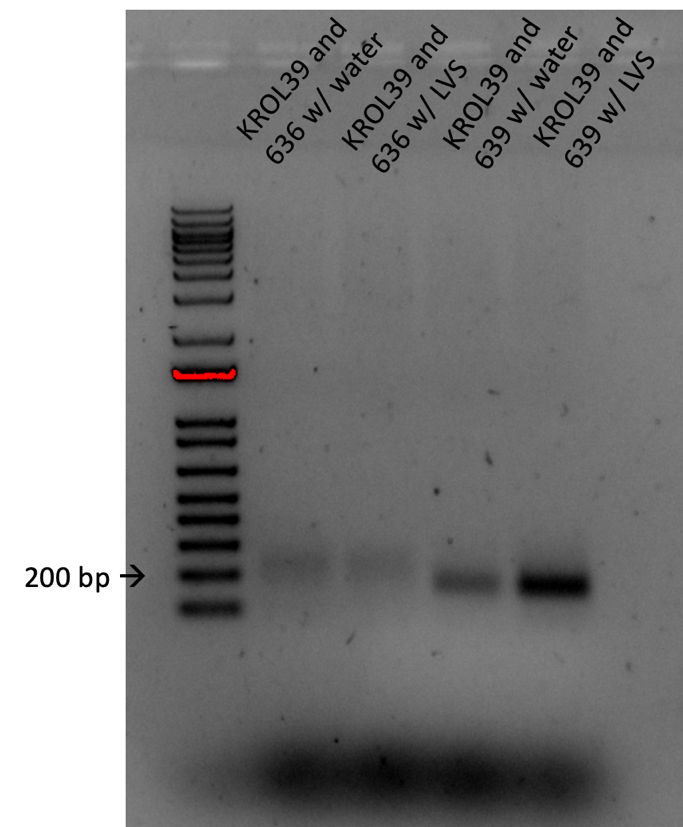 KROL39 and
636 w/ water
KROL39 and
636 w/ LVS
KROL39 and
639 w/ water
KROL39 and
639 w/ LVS
200 bp →